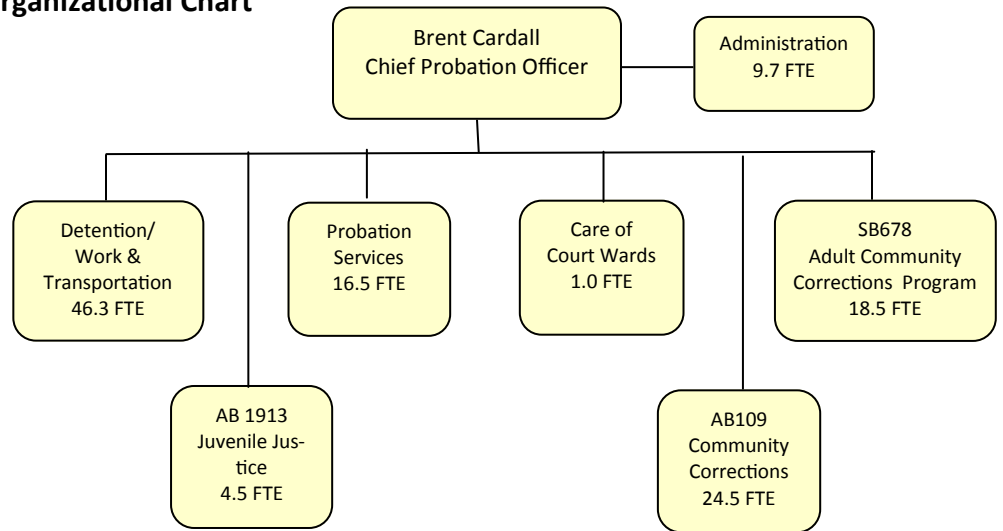 rganizational Chart
Brent Cardall
Chief Probation Officer
Administration
9.7 FTE
Detention/
Work &
Transportation
46.3 FTE
Probation
Services
16.5 FTE
Care of
Court Wards
1.0 FTE
SB678
Adult Community
Corrections Program
18.5 FTE
AB 1913
Juvenile Jus-
tice
4.5 FTE
AB109
Community
Corrections
24.5 FTE